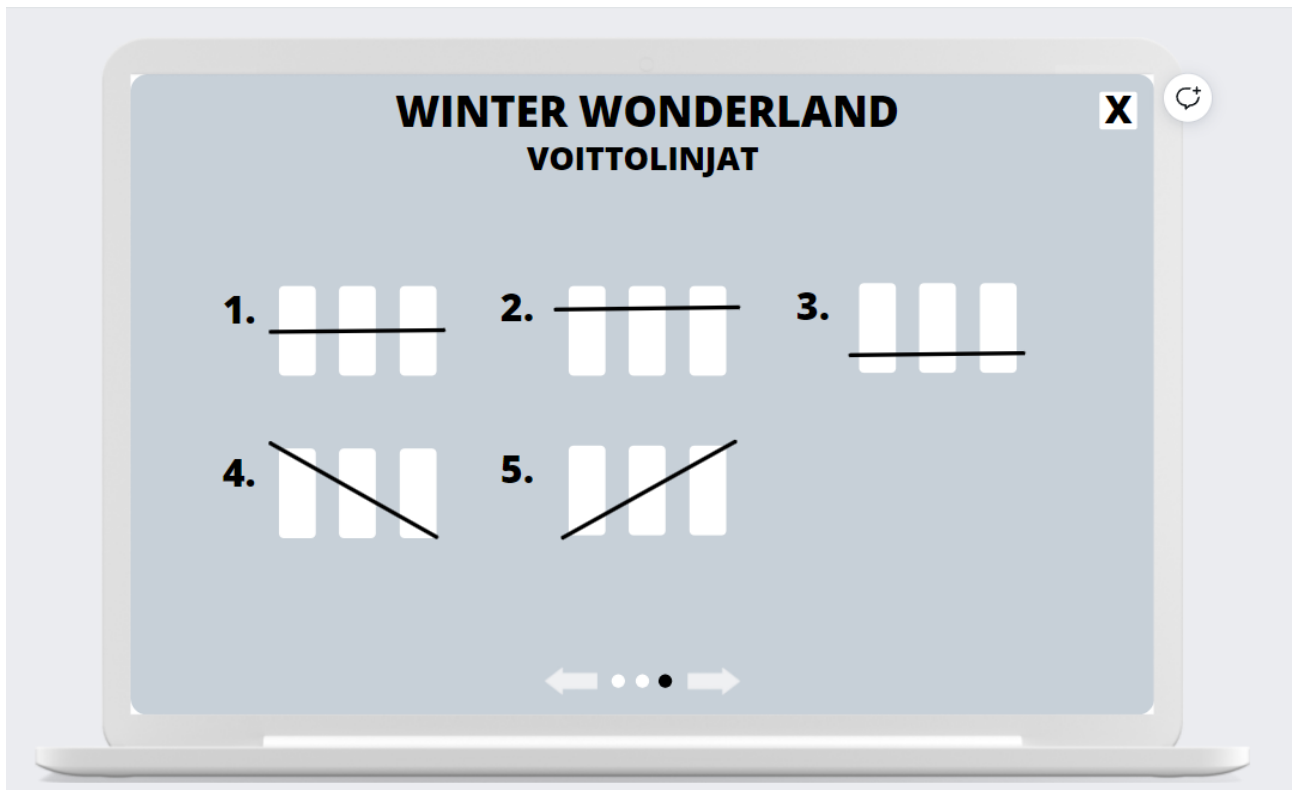 WINTER WONDERLAND
X
VOITTOLINJAT
1.
2.
3.
4.
5.